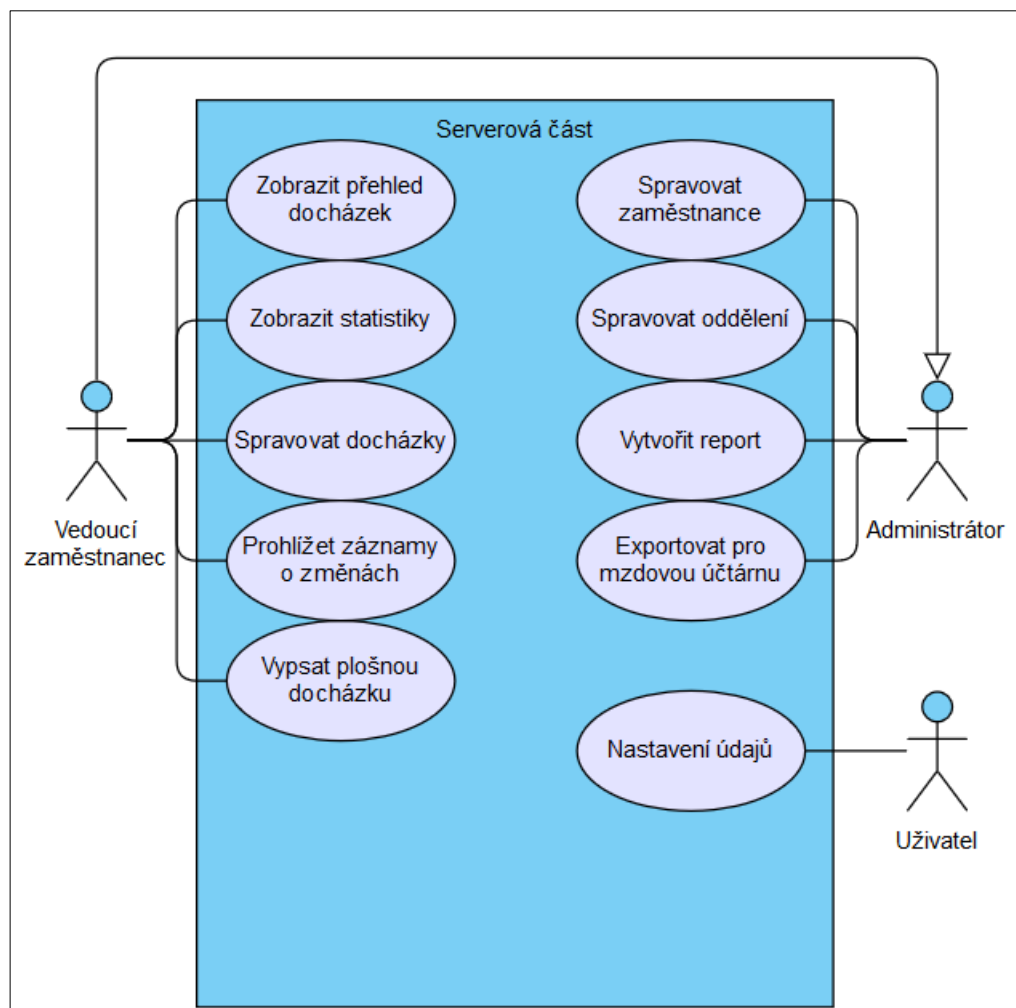 Serverová část
Zobrazit přehled
docházek
Zobrazit statistiky
Spravovat docházky
Prohlížet záznamy
o změnách
Vypsat plošnou
docházku
Spravovat
zaměstnance
Spravovat oddělení
Vytvořit report
Exportovat pro
mzdovou účtárnu
Nastavení údajů
Vedoucí
zaměstnanec
Administrátor
Uživatel